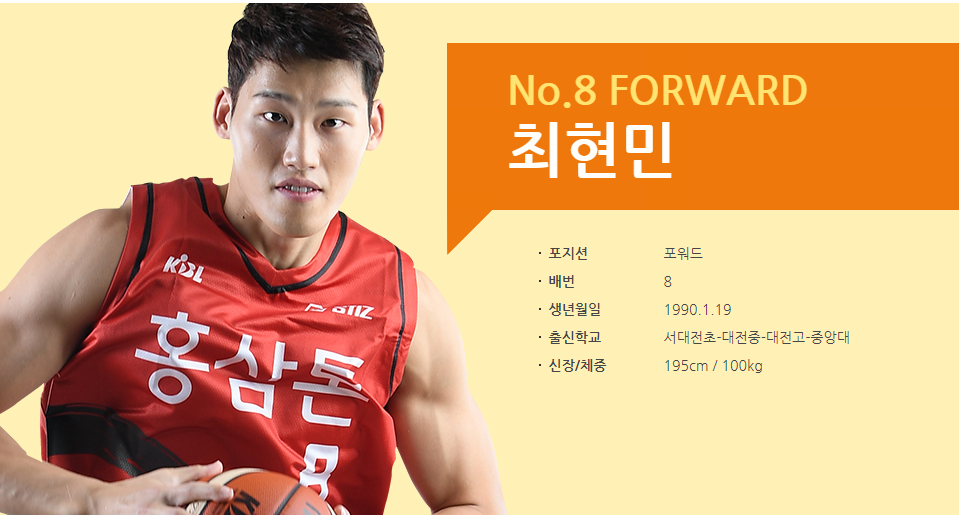 No.8 FORWARD
최현민
· 포지션 포워드
· 배번 8
· 생년월일 1990.1.19
· 출신학교 서대전초-대전중-대전고-중앙대
· 신장/체중 195cm / 100kg
KBL
홍삼톤
8